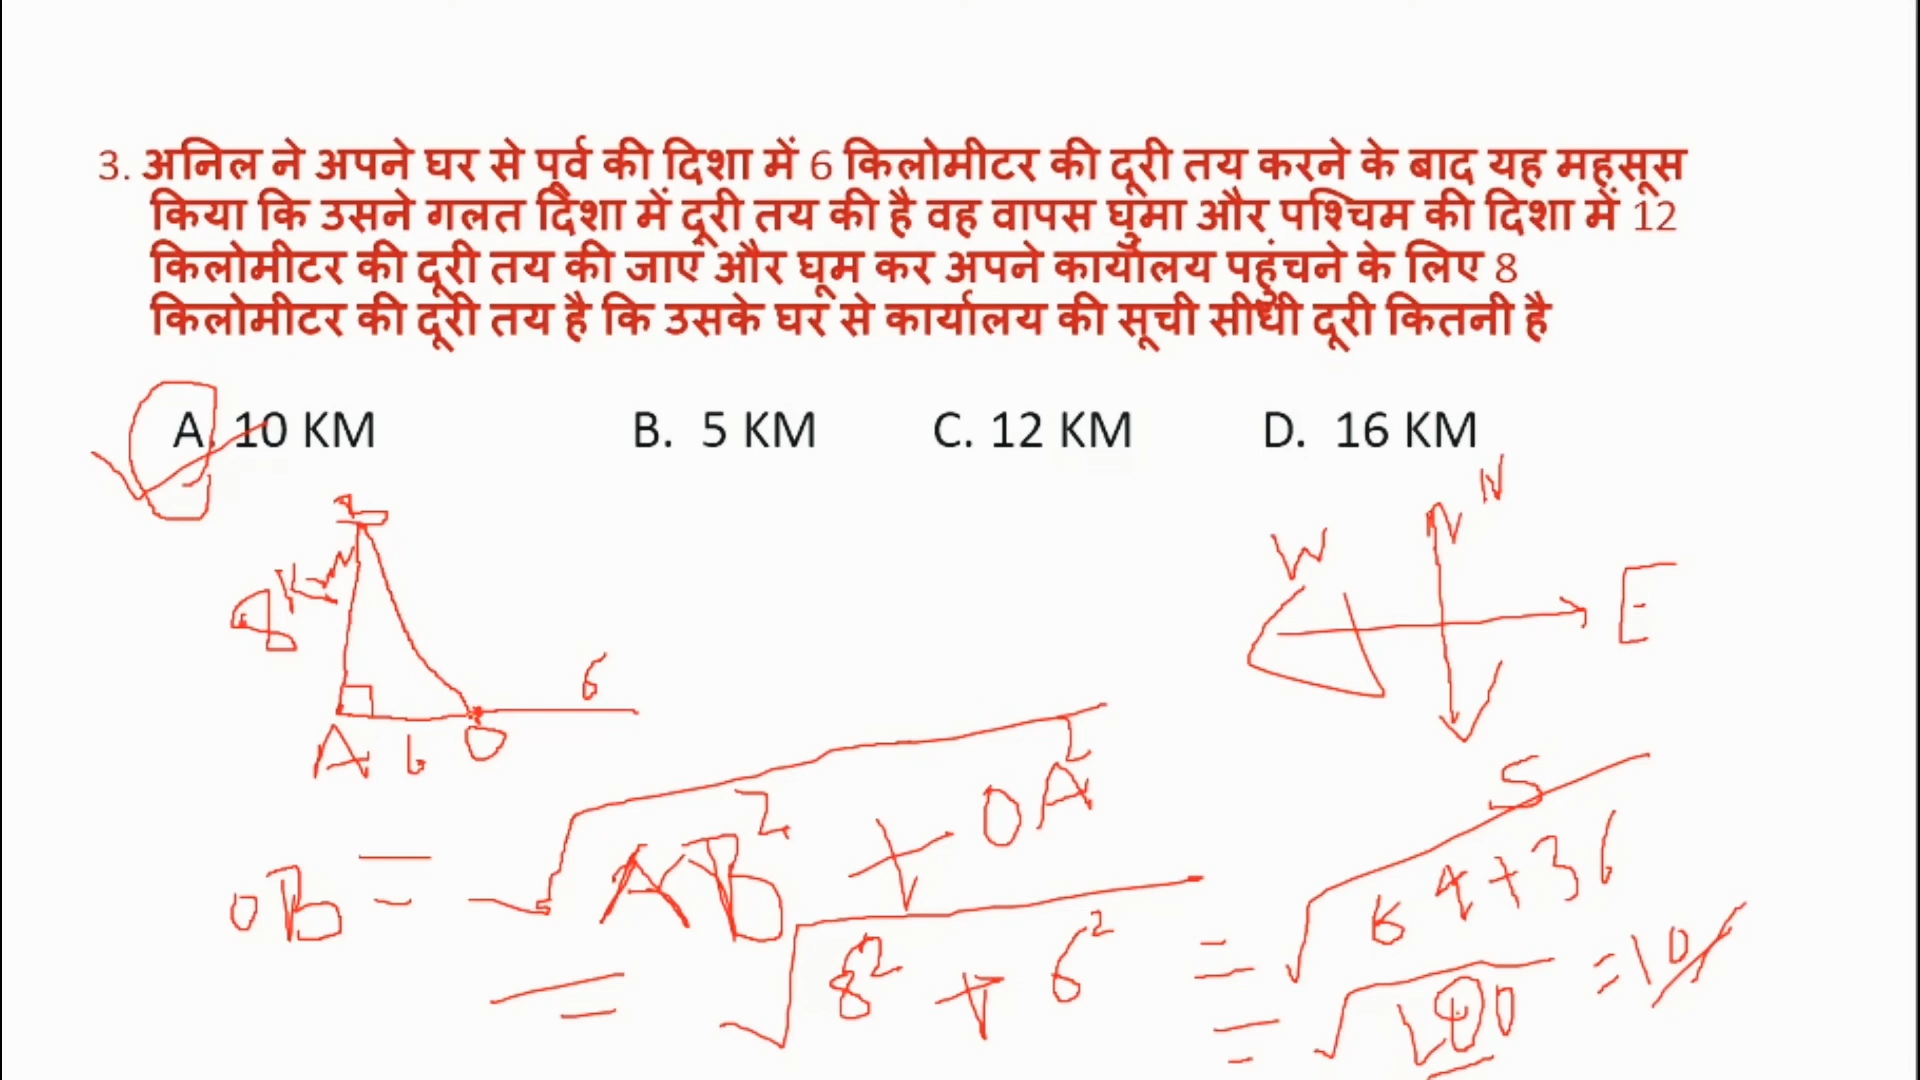 3. अनिल ने अपने घर से पूर्व की दिशा में 6 किलोमीटर की दूरी तय करने के बाद यह महसूस
किया कि उसने गलत दिशा में दूरी तय की है वह वापस घुमा और पश्चिम की दिशा में 12
किलोमीटर की दूरी तय की जाएं और घूम कर अपने कार्यालय पहुंचने के लिए 8
किलोमीटर की दूरी तय है कि उसके घर से कार्यालय की सूची सीधी दूरी कितनी है
A. 10 KM B. 5 KM C. 12 KM D. 16 KM
N
W
E
S
8 KM
6
A 6 O
OB = √AB² + OA²
= √8² + 6² = √64+36
= √100 = 10